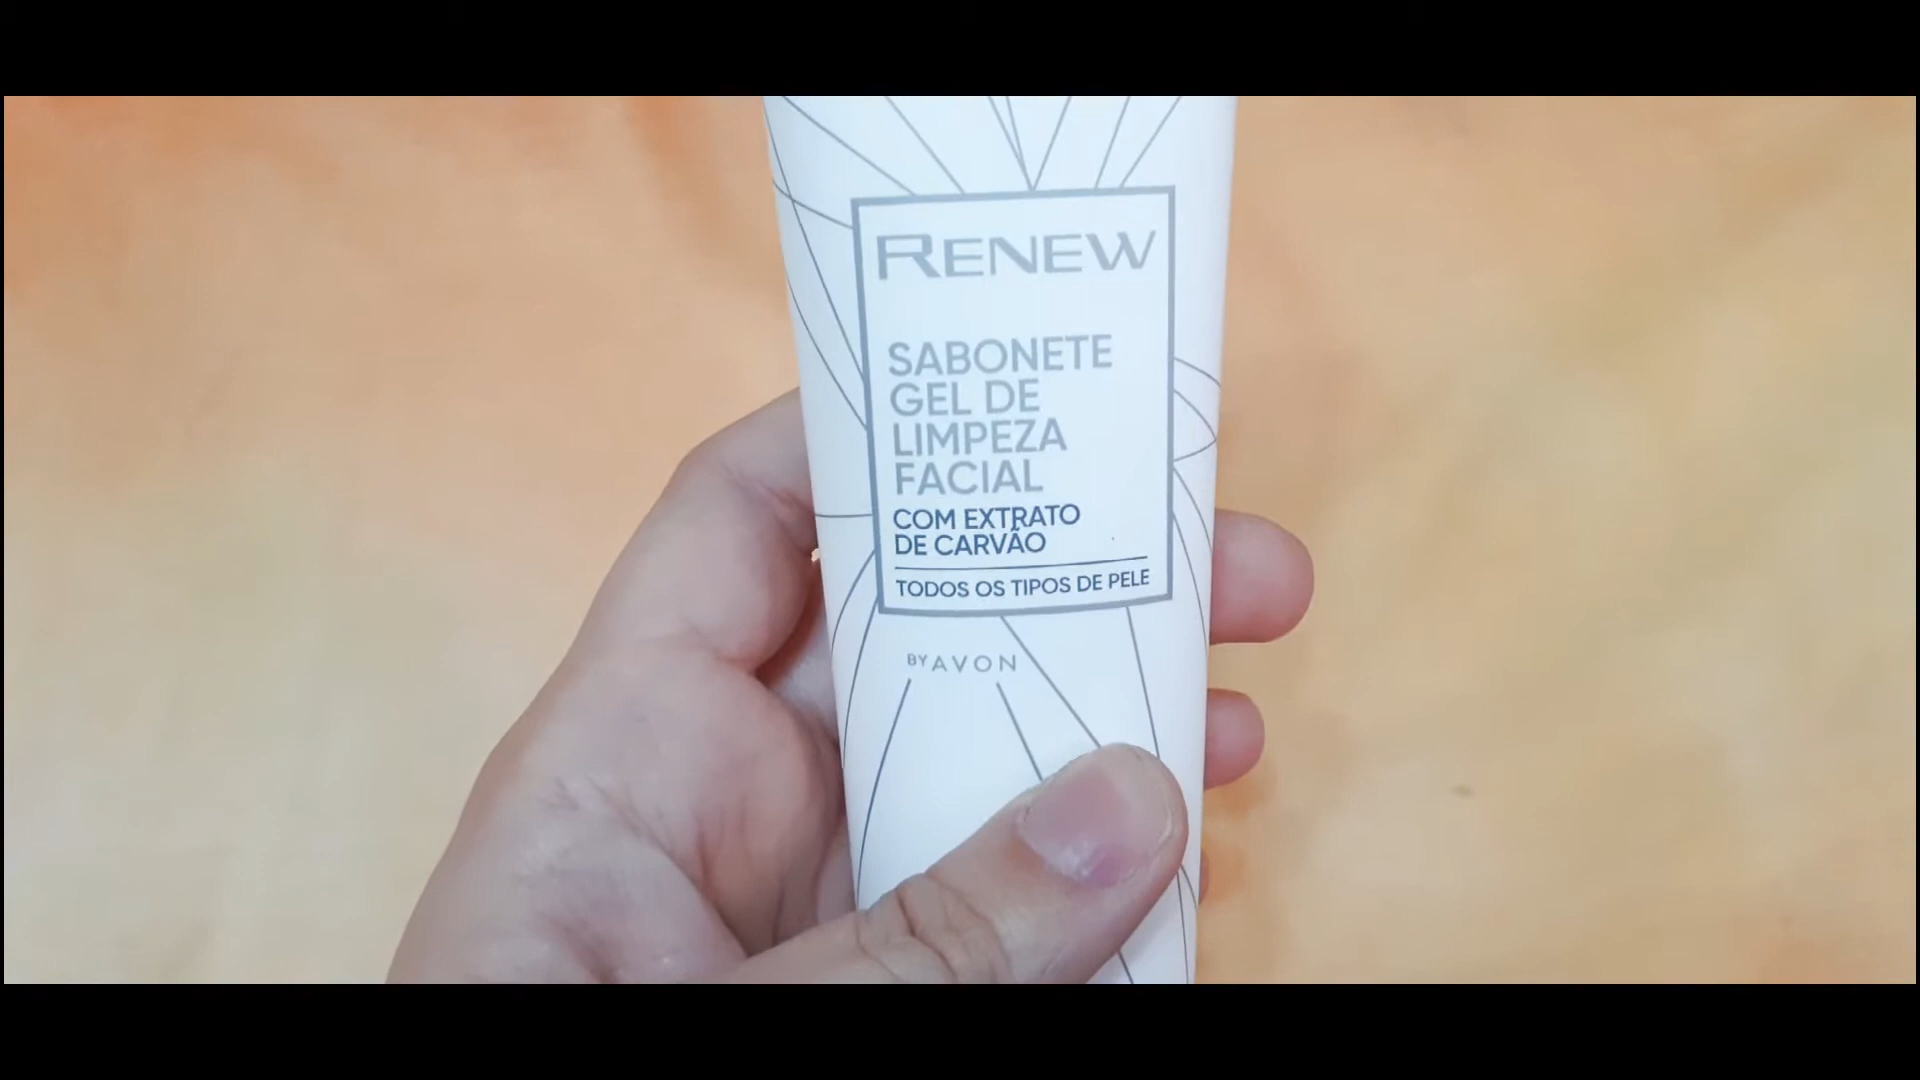 RENEW
SABONETE
GEL DE
LIMPEZA
FACIAL
COM EXTRATO
DE CARVÃO
TODOS OS TIPOS DE PELE
BY AVON